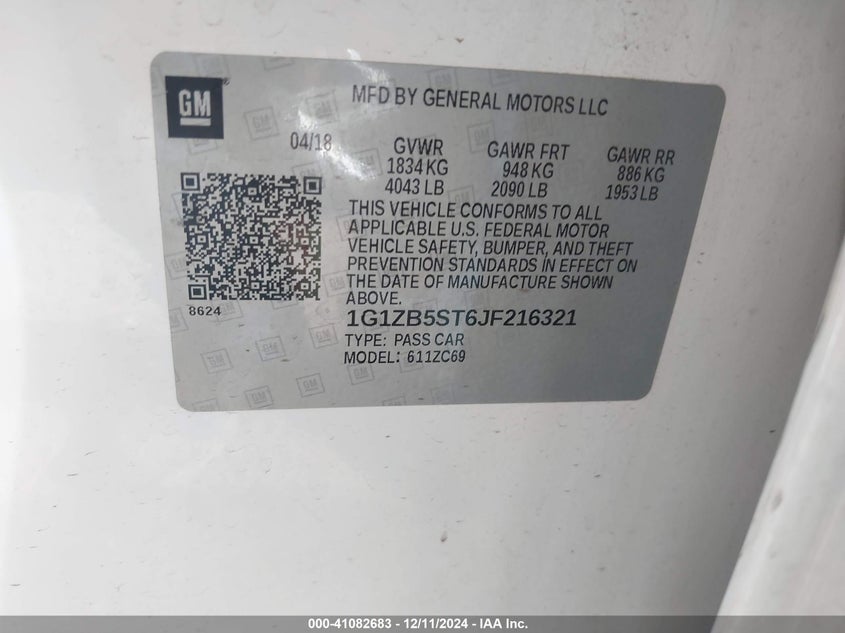 GM
MFD BY GENERAL MOTORS LLC
04/18 GVWR GAWR FRT GAWR RR
1834 KG 948 KG 886 KG
4043 LB 2090 LB 1953 LB
THIS VEHICLE CONFORMS TO ALL
APPLICABLE U.S. FEDERAL MOTOR
VEHICLE SAFETY, BUMPER, AND THEFT
PREVENTION STANDARDS IN EFFECT ON
THE DATE OF MANUFACTURE SHOWN
ABOVE.
8624
1G1ZB5ST6JF216321
TYPE: PASS CAR
MODEL: 611ZC69
000-41082683 - 12/11/2024 - IAA Inc.